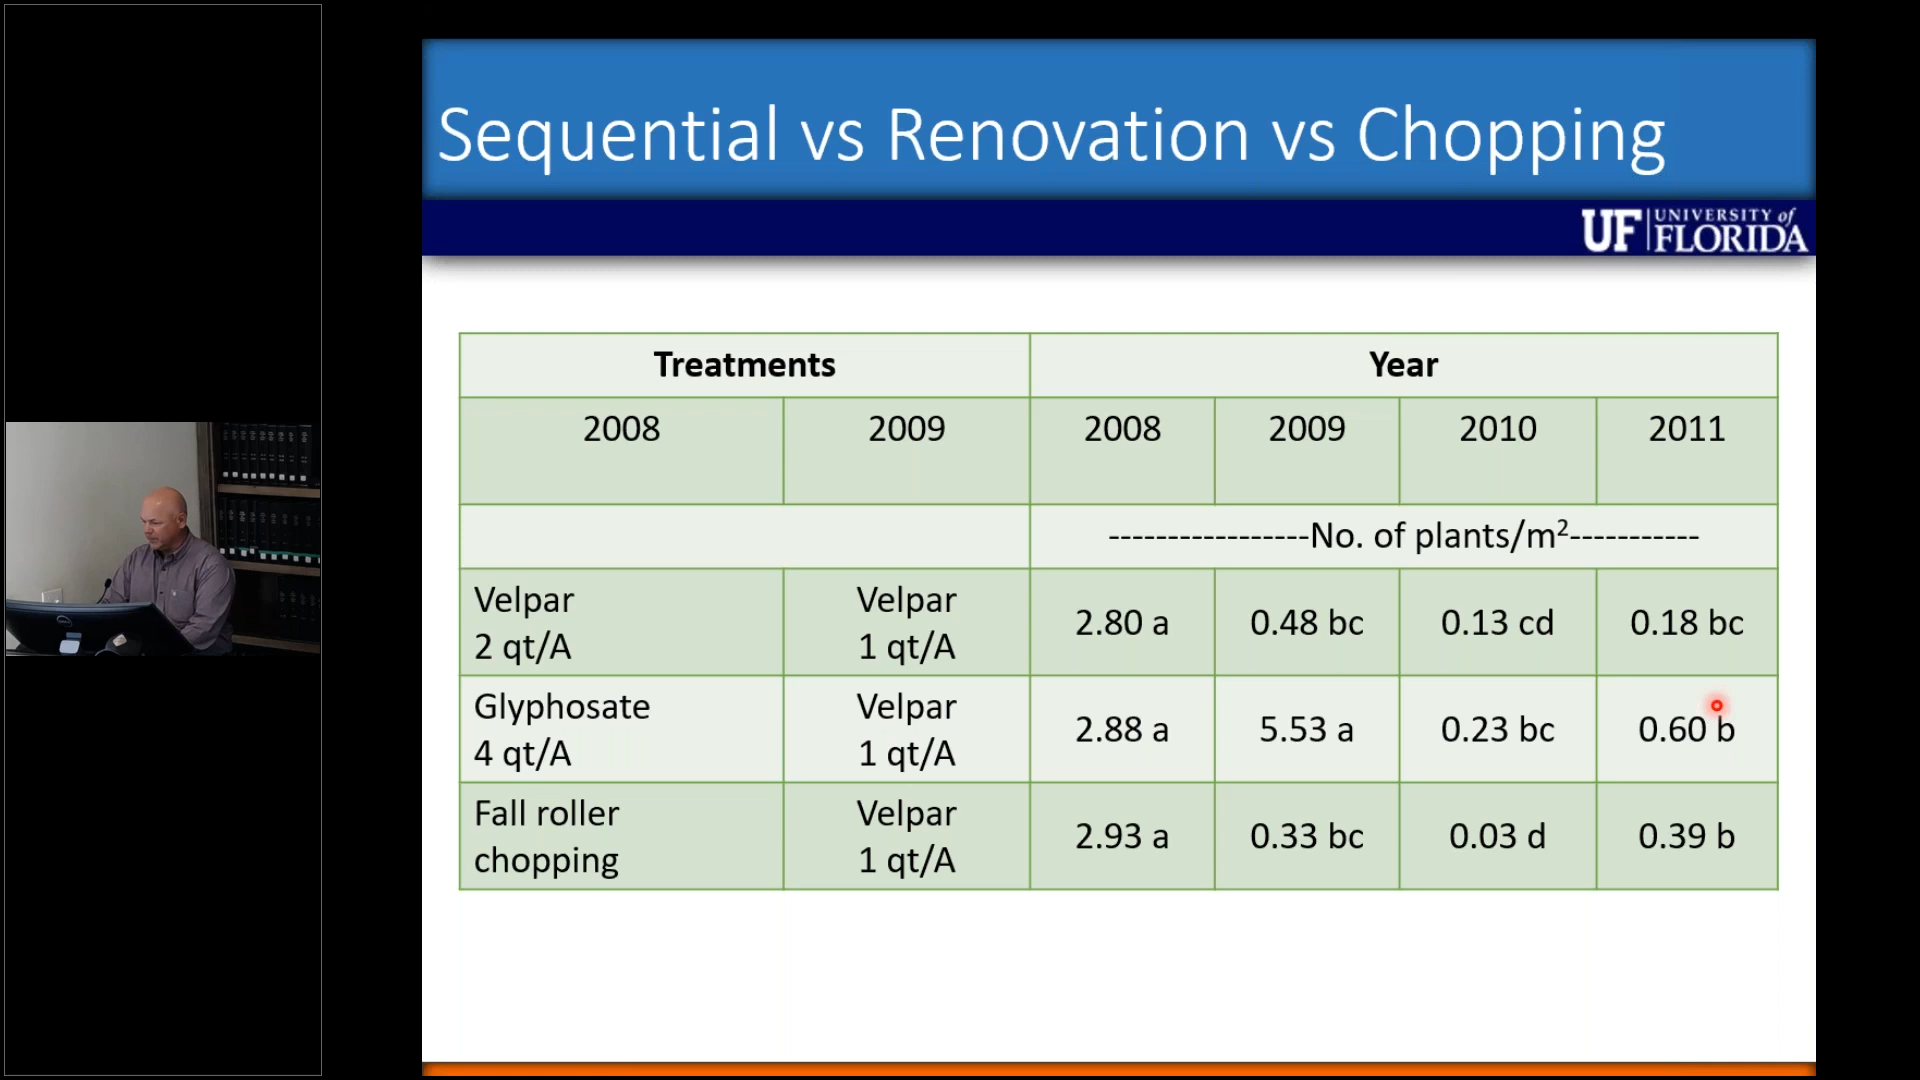 Sequential vs Renovation vs Chopping
UF UNIVERSITY of
FLORIDA
Treatments Year
2008 2009 2008 2009 2010 2011
-----------------No. of plants/m²-----------
Velpar
2 qt/A
Velpar
1 qt/A
2.80 a 0.48 bc 0.13 cd 0.18 bc
Glyphosate
4 qt/A
Velpar
1 qt/A
2.88 a 5.53 a 0.23 bc 0.60 b
Fall roller
chopping
Velpar
1 qt/A
2.93 a 0.33 bc 0.03 d 0.39 b